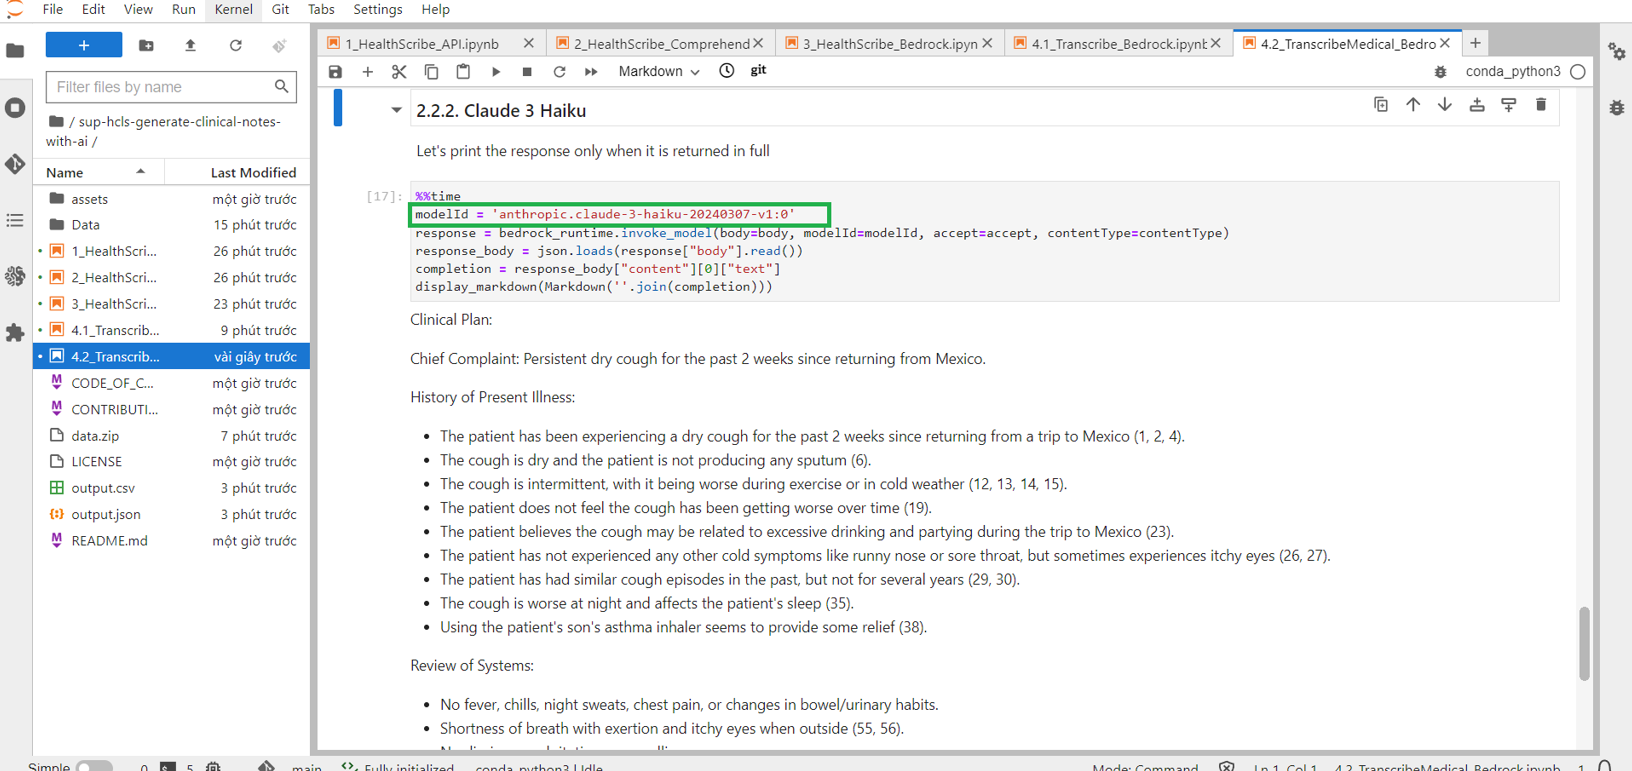 File Edit View Run Kernel Git Tabs Settings Help
+
Filter files by name
/ sup-hcls-generate-clinical-notes-
with-ai /
Name Last Modified
assets một giờ trước
Data 15 phút trước
1_HealthScri... 26 phút trước
2_HealthScri... 26 phút trước
3_HealthScri... 23 phút trước
4.1_Transcrib... 9 phút trước
4.2_Transcrib... vài giây trước
CODE_OF_C... một giờ trước
CONTRIBUTI... một giờ trước
data.zip 7 phút trước
LICENSE một giờ trước
output.csv 3 phút trước
output.json 3 phút trước
README.md một giờ trước
1_HealthScribe_API.ipynb
2_HealthScribe_Comprehend
3_HealthScribe_Bedrock.ipyn
4.1_Transcribe_Bedrock.ipynb
4.2_TranscribeMedical_Bedro
Markdown git conda_python3
2.2.2. Claude 3 Haiku
Let's print the response only when it is returned in full
[17]:
%%time
modelId = 'anthropic.claude-3-haiku-20240307-v1:0'
response = bedrock_runtime.invoke_model(body=body, modelId=modelId, accept=accept, contentType=contentType)
response_body = json.loads(response["body"].read())
completion = response_body["content"][0]["text"]
display_markdown(Markdown(''.join(completion)))
Clinical Plan:
Chief Complaint: Persistent dry cough for the past 2 weeks since returning from Mexico.
History of Present Illness:
• The patient has been experiencing a dry cough for the past 2 weeks since returning from a trip to Mexico (1, 2, 4).
• The cough is dry and the patient is not producing any sputum (6).
• The cough is intermittent, with it being worse during exercise or in cold weather (12, 13, 14, 15).
• The patient does not feel the cough has been getting worse over time (19).
• The patient believes the cough may be related to excessive drinking and partying during the trip to Mexico (23).
• The patient has not experienced any other cold symptoms like runny nose or sore throat, but sometimes experiences itchy eyes (26, 27).
• The patient has had similar cough episodes in the past, but not for several years (29, 30).
• The cough is worse at night and affects the patient's sleep (35).
• Using the patient's son's asthma inhaler seems to provide some relief (38).
Review of Systems:
• No fever, chills, night sweats, chest pain, or changes in bowel/urinary habits.
• Shortness of breath with exertion and itchy eyes when outside (55, 56).
Simple 0 5 main Fully initialized conda_python3 | Idle Mode: Command Ln 1, Col 1 4.2_TranscribeMedical_Bedrock.ipynb 1